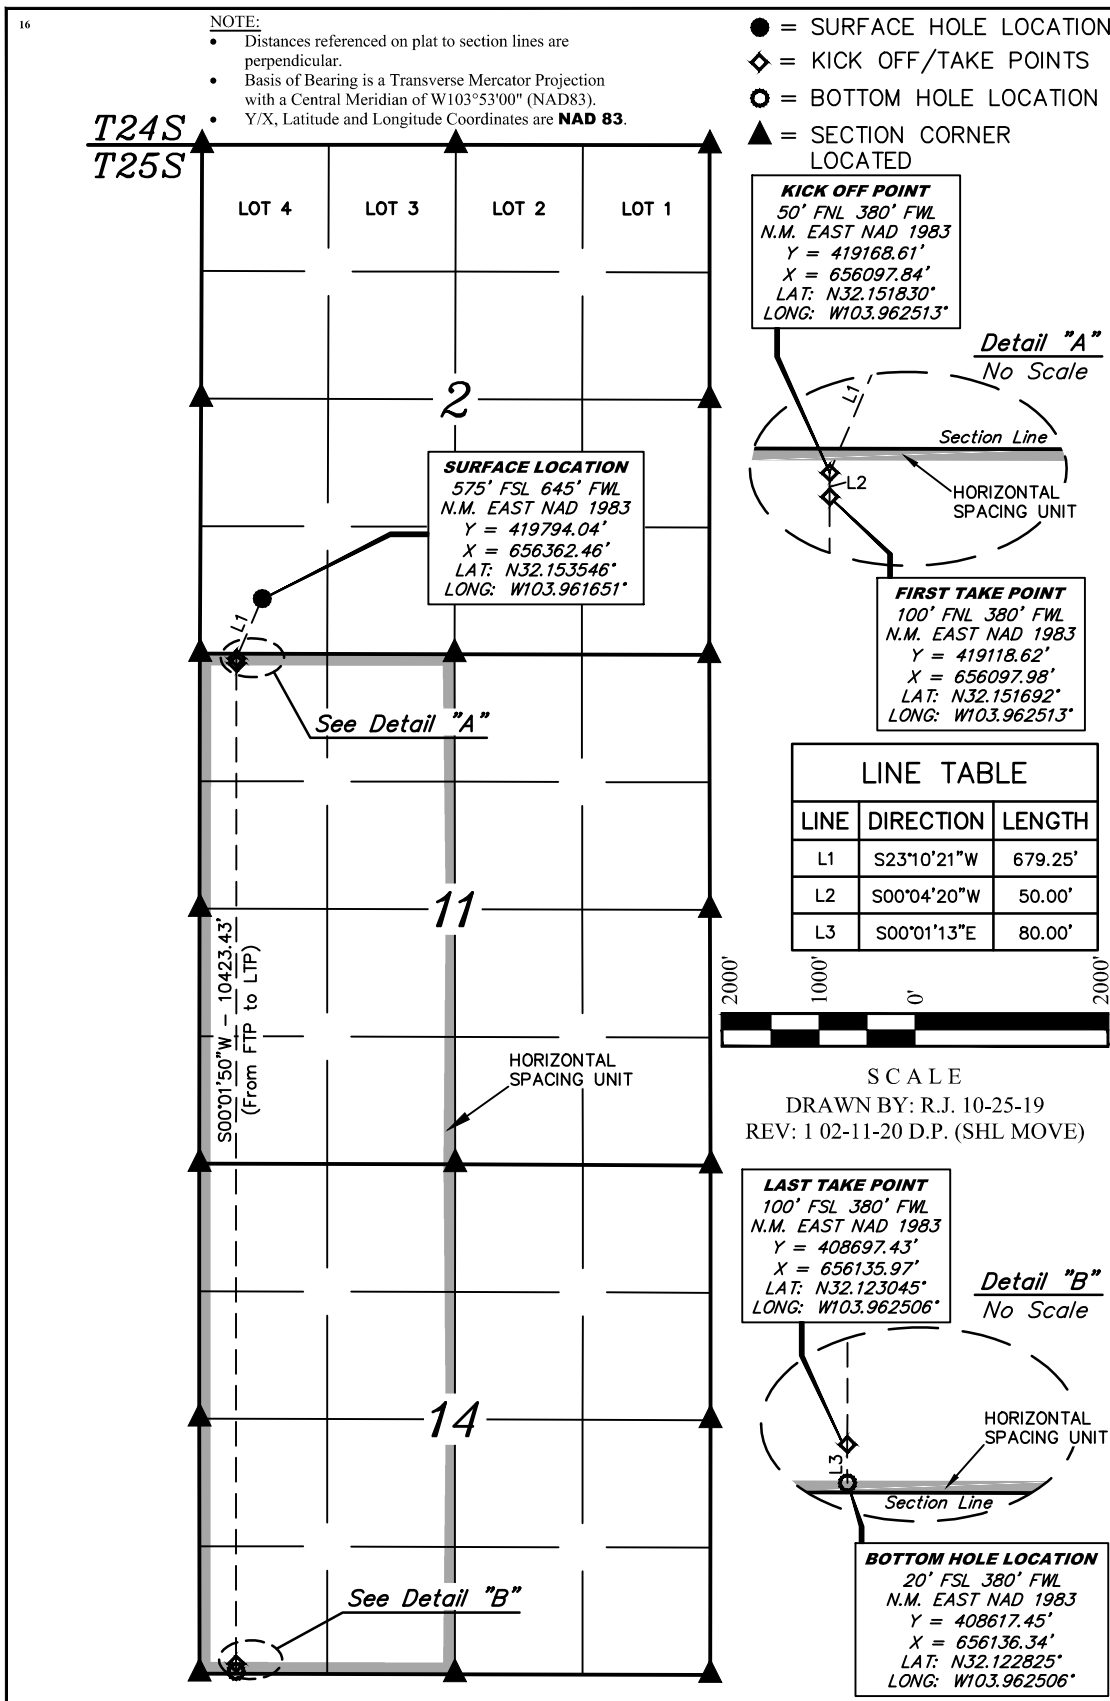 16
NOTE:
• Distances referenced on plat to section lines are
perpendicular.
• Basis of Bearing is a Transverse Mercator Projection
with a Central Meridian of W103°53'00" (NAD83).
• Y/X, Latitude and Longitude Coordinates are NAD 83.
= SURFACE HOLE LOCATION
= KICK OFF/TAKE POINTS
= BOTTOM HOLE LOCATION
= SECTION CORNER
LOCATED
T24S
T25S
LOT 4
LOT 3
LOT 2
LOT 1
KICK OFF POINT
50' FNL 380' FWL
N.M. EAST NAD 1983
Y = 419168.61'
X = 656097.84'
LAT: N32.151830°
LONG: W103.962513°
Detail "A"
No Scale
L1
Section Line
L2
HORIZONTAL
SPACING UNIT
2
SURFACE LOCATION
575' FSL 645' FWL
N.M. EAST NAD 1983
Y = 419794.04'
X = 656362.46'
LAT: N32.153546°
LONG: W103.961651°
L1
FIRST TAKE POINT
100' FNL 380' FWL
N.M. EAST NAD 1983
Y = 419118.62'
X = 656097.98'
LAT: N32.151692°
LONG: W103.962513°
See Detail "A"
LINE TABLE
LINE DIRECTION LENGTH
L1 S23°10'21"W 679.25'
L2 S00°04'20"W 50.00'
L3 S00°01'13"E 80.00'
11
S00°01'50"W – 10423.43'
(From FTP to LTP)
2000'
1000'
0'
2000'
HORIZONTAL
SPACING UNIT
SCALE
DRAWN BY: R.J. 10-25-19
REV: 1 02-11-20 D.P. (SHL MOVE)
LAST TAKE POINT
100' FSL 380' FWL
N.M. EAST NAD 1983
Y = 408697.43'
X = 656135.97'
LAT: N32.123045°
LONG: W103.962506°
Detail "B"
No Scale
14
HORIZONTAL
SPACING UNIT
L3
Section Line
BOTTOM HOLE LOCATION
20' FSL 380' FWL
N.M. EAST NAD 1983
Y = 408617.45'
X = 656136.34'
LAT: N32.122825°
LONG: W103.962506°
See Detail "B"